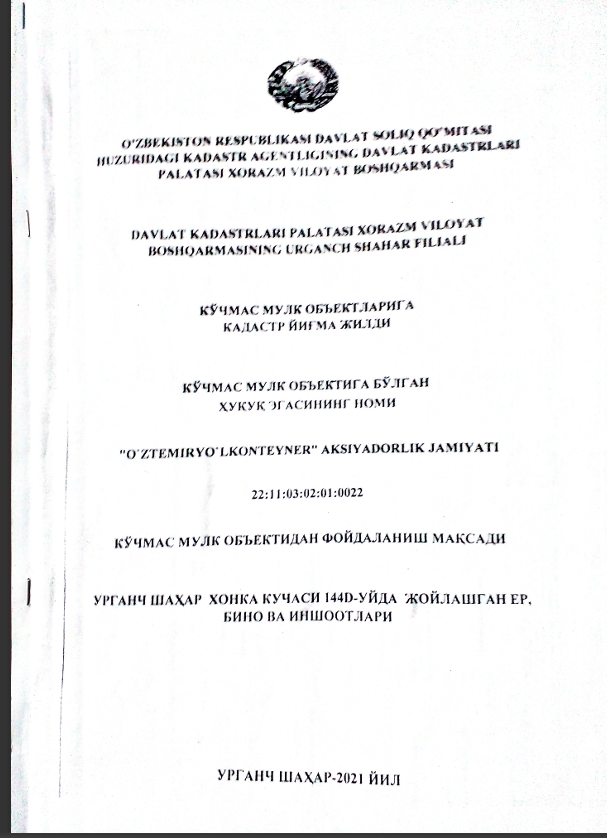 O'ZBEKISTON RESPUBLIKASI DAVLAT SOLIQ QO'MITASI
HUZURIDAGI KADASTR AGENTLIGINING DAVLAT KADASTRLARI
PALATASI XORAZM VILOYAT BOSHQARMASI
DAVLAT KADASTRLARI PALATASI XORAZM VILOYAT
BOSHQARMASINING URGANCH SHAHAR FILIALI
КЎЧМАС МУЛК ОБЪЕКТЛАРИГА
КАДАСТР ЙИҒМА ЖИЛДИ
КЎЧМАС МУЛК ОБЪЕКТИГА БЎЛГАН
ҲУКУК ЭГАСИНИНГ НОМИ
"O'ZTEMIRYO'LKONTEYNER" AKSIYADORLIK JAMIYATI
22:11:03:02:01:0022
КЎЧМАС МУЛК ОБЪЕКТИДАН ФОЙДАЛАНИШ МАҚСАДИ
УРГАНЧ ШАҲАР ХОНКА КУЧАСИ 144D-УЙДА ЖОЙЛАШГАН ЕР,
БИНО ВА ИНШООТЛАРИ
УРГАНЧ ШАҲАР-2021 ЙИЛ